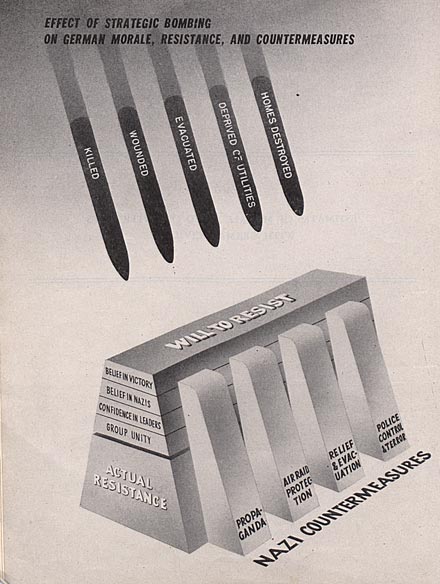 EFFECT OF STRATEGIC BOMBING
ON GERMAN MORALE, RESISTANCE, AND COUNTERMEASURES
KILLED
WOUNDED
EVACUATED
DEPRIVED OF UTILITIES
HOMES DESTROYED
WILL TO RESIST
BELIEF IN VICTORY
BELIEF IN NAZIS
CONFIDENCE IN LEADERS
GROUP UNITY
ACTUAL
RESISTANCE
PROPA-
GANDA
AIR RAID
PROTEC-
TION
RELIEF
& EVAC-
UATION
POLICE
CONTROL
& TERROR
NAZI COUNTERMEASURES